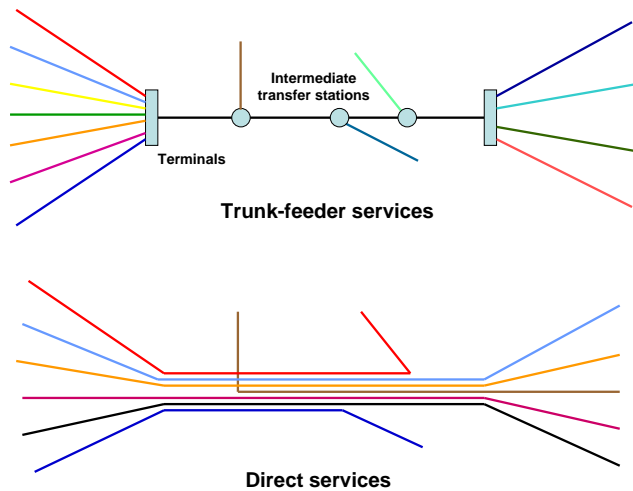 Intermediate
transfer stations
Terminals
Trunk-feeder services
Direct services